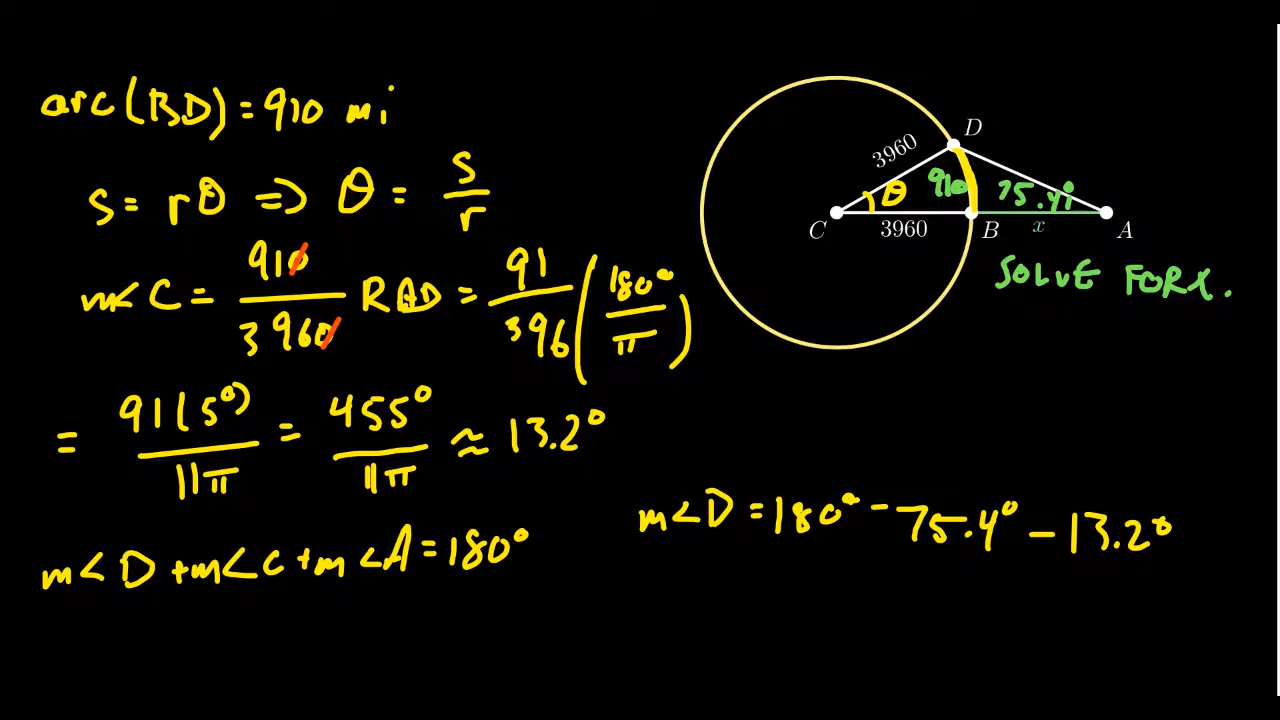 arc(BD) = 910 mi
s = rθ ⇒ θ = s/r
m∢C = 910/3960 RAD = 91/396 (180°/π)
= 91(5°)/11π = 455°/11π ≈ 13.2°
m∢D + m∢C + m∢A = 180°
m∢D = 180° - 75.4° - 13.2°
D
3960
θ
910
75.4°
C
3960
B
x
A
SOLVE FOR X.